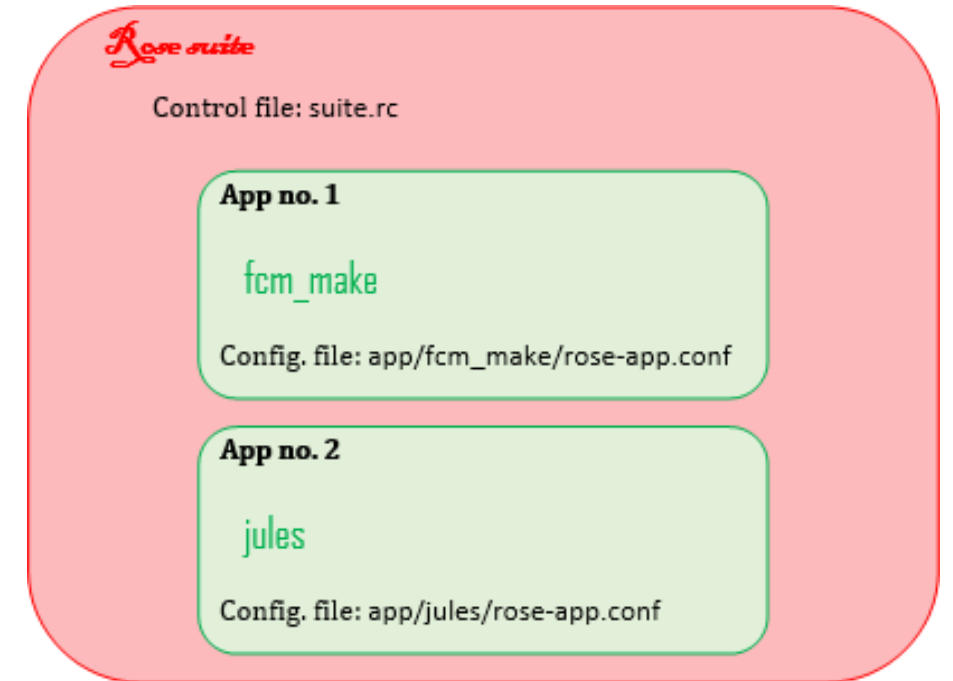 Rose suite
Control file: suite.rc
App no. 1
fcm_make
Config. file: app/fcm_make/rose-app.conf
App no. 2
jules
Config. file: app/jules/rose-app.conf